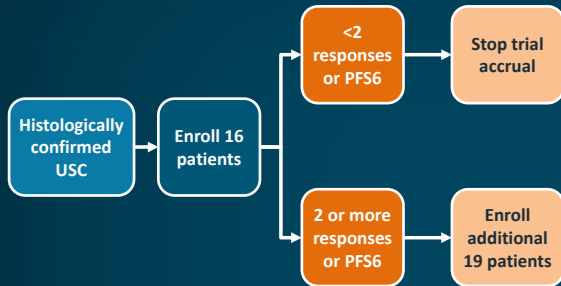 Histologically
confirmed
USC
Enroll 16
patients
<2
responses
or PFS6
Stop trial
accrual
2 or more
responses
or PFS6
Enroll
additional
19 patients